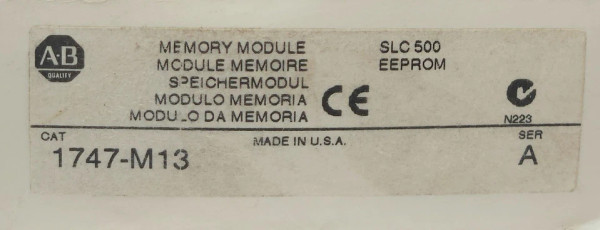 A·B
QUALITY
MEMORY MODULE
MODULE MEMOIRE
SPEICHERMODUL
MODULO MEMORIA
MODULO DA MEMORIA
SLC 500
EEPROM
CE
N223
CAT
1747-M13
MADE IN U.S.A.
SER
A